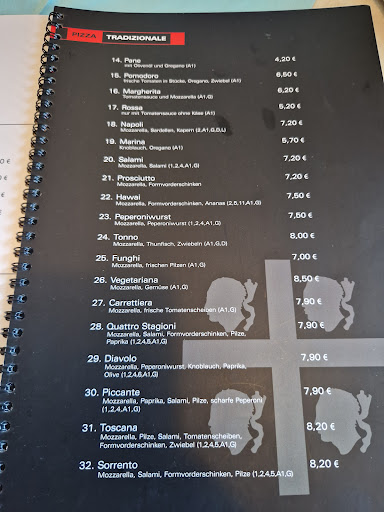 PIZZA TRADIZIONALE
14. Pane 4,20 €
mit Olivenöl und Oregano (A1)
15. Pomodore 6,50 €
frische Tomaten in Stücke, Oregano, Zwiebel (A1)
16. Margherita 6,20 €
Tomatensauce und Mozzarella (A1,G)
17. Rossa 5,20 €
nur mit Tomatensauce ohne Käse (A1)
18. Napoli 7,20 €
Mozzarella, Sardellen, Kapern (2,A1,G,D,L)
19. Marina 5,70 €
Knoblauch, Oregano (A1)
20. Salami 7,20 €
Mozzarella, Salami (1,2,4,A1,G)
21. Prosciutto 7,20 €
Mozzarella, Formvorderschinken
22. Hawai 7,50 €
Mozzarella, Formvorderschinken, Ananas (2,5,11,A1,G)
23. Peperoniwurst 7,50 €
Mozzarella, Peperoniwurst (1,2,4,A1,G)
24. Tonno 8,00 €
Mozzarella, Thunfisch, Zwiebeln (A1,G,D)
25. Funghi 7,00 €
Mozzarella, frischen Pilzen (A1,G)
26. Vegetariana 8,50 €
Mozzarella, Gemüse (A1,G)
27. Carrettiera 7,90 €
Mozzarella, frische Tomatenscheiben (A1,G)
28. Quattro Stagioni 7,90 €
Mozzarella, Salami, Formvorderschinken, Pilze,
Paprika (1,2,4,5,A1,G)
29. Diavolo 7,90 €
Mozzarella, Peperoniwurst, Knoblauch, Paprika,
Olive (1,2,4,6,A1,G)
30. Piccante 7,90 €
Mozzarella, Paprika, Salami, Pilze, scharfe Peperoni
(1,2,4,A1,G)
31. Toscana 8,20 €
Mozzarella, Pilze, Salami, Tomatenscheiben,
Formvorderschinken, Zwiebel (1,2,4,5,A1,G)
32. Sorrento 8,20 €
Mozzarella, Salami, Formvorderschinken, Pilze (1,2,4,5,A1,G)